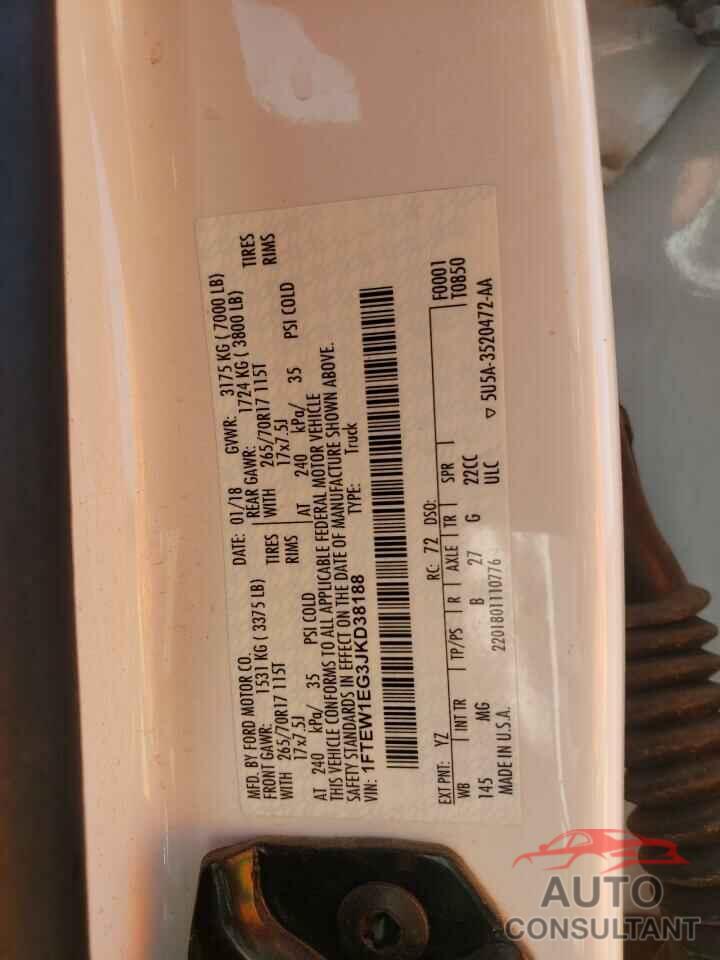 MFD. BY FORD MOTOR CO.
DATE: 01/18 GVWR: 3175 KG ( 7000 LB)
FRONT GAWR: 1531 KG ( 3375 LB) REAR GAWR: 1724 KG ( 3800 LB)
WITH 265/70R17 115T TIRES WITH 265/70R17 115T TIRES
17x7.5J RIMS 17x7.5J RIMS
AT 240 kPa/ 35 PSI COLD AT 240 kPa/ 35 PSI COLD
THIS VEHICLE CONFORMS TO ALL APPLICABLE FEDERAL MOTOR VEHICLE
SAFETY STANDARDS IN EFFECT ON THE DATE OF MANUFACTURE SHOWN ABOVE.
VIN: 1FTEW1EG3JKD38188 TYPE: Truck
F0001
EXT PNT: YZ RC: 72 DSO: T0850
WB INT TR TP/PS R AXLE TR SPR
145 MG B 27 G 22CC
ULC
MADE IN U.S.A. 2201801110776 ▽ 5U5A-3520472-AA
AUTO
CONSULTANT